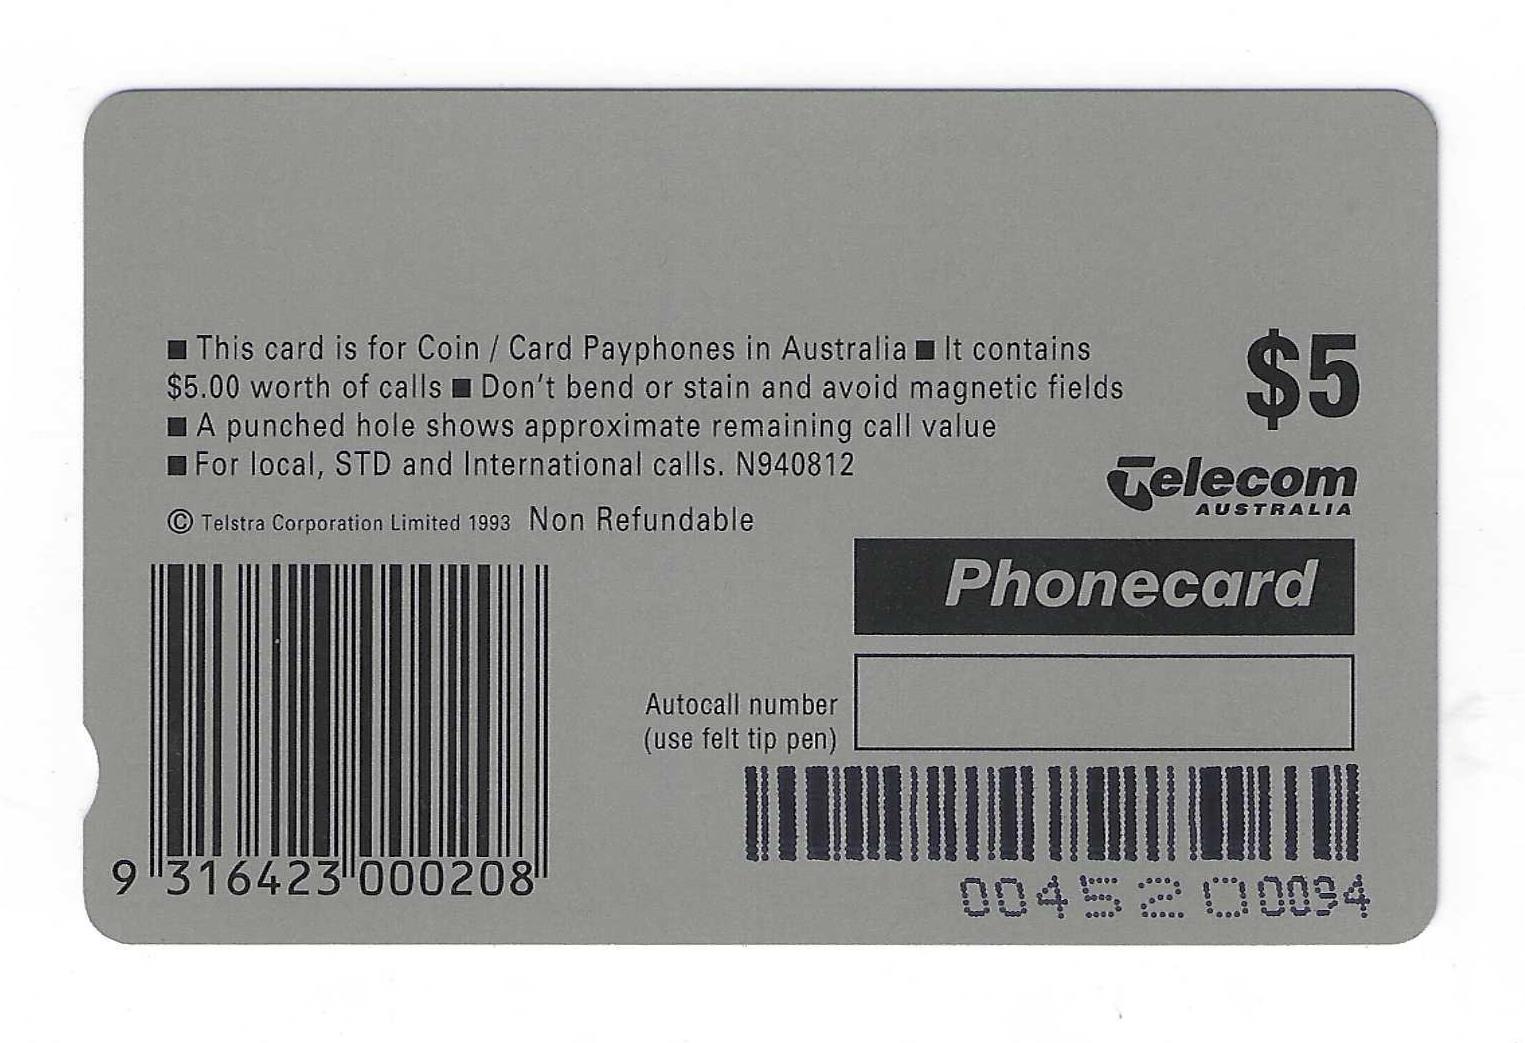 ■ This card is for Coin / Card Payphones in Australia ■ It contains
$5.00 worth of calls ■ Don't bend or stain and avoid magnetic fields
■ A punched hole shows approximate remaining call value
■ For local, STD and International calls. N940812
© Telstra Corporation Limited 1993 Non Refundable
$5
Telecom
AUSTRALIA
Phonecard
Autocall number
(use felt tip pen)
9 316423 000208
0045200094